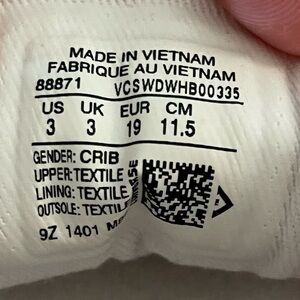 MADE IN VIETNAM
FABRIQUE AU VIETNAM
88871 VCSWDWHB00335
US UK EUR CM
3 3 19 11.5
GENDER: CRIB
UPPER: TEXTILE
LINING: TEXTILE
OUTSOLE: TEXTILE
9Z 1401